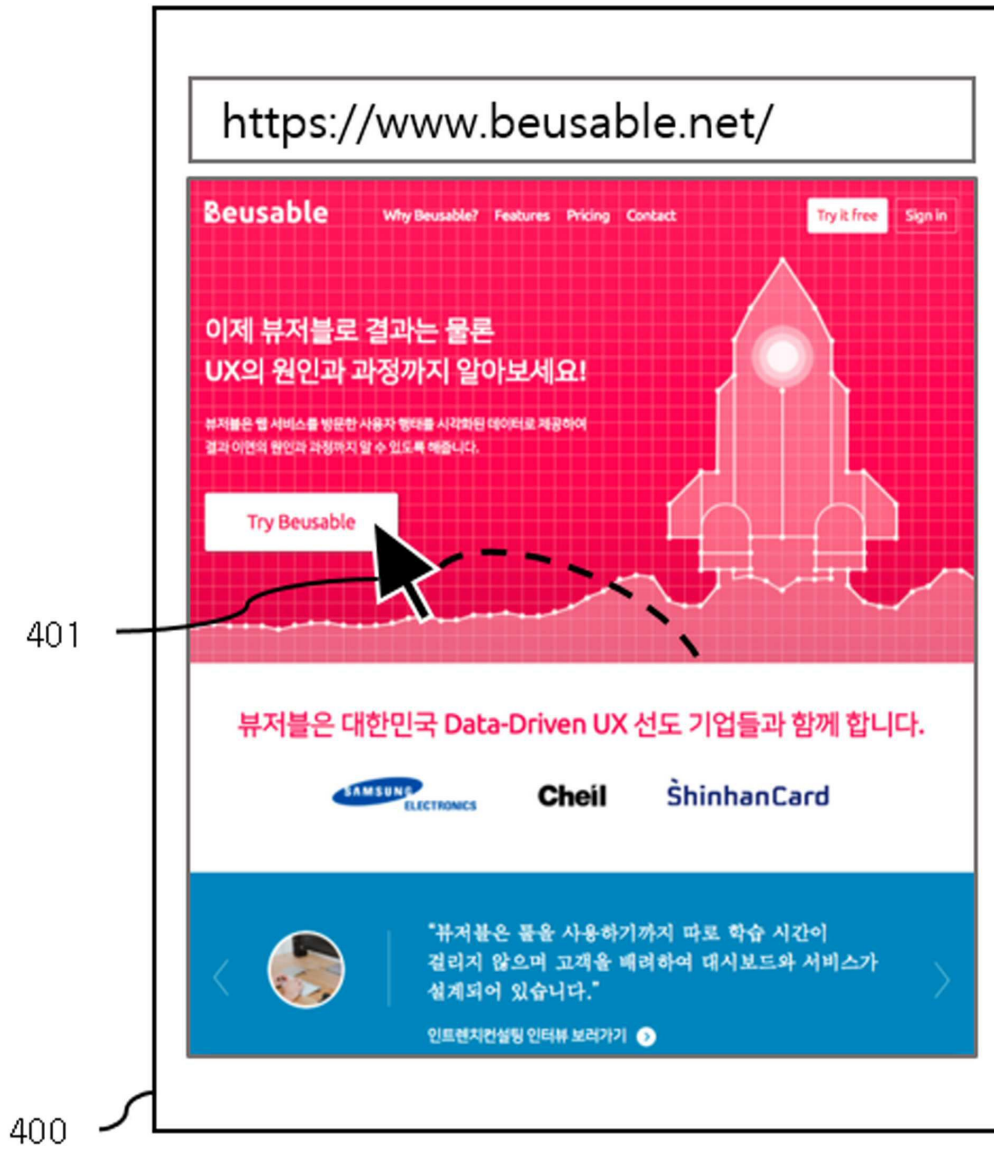 https://www.beusable.net/
Beusable
Why Beusable? Features Pricing Contact
Try it free
Sign in
이제 뷰저블로 결과는 물론
UX의 원인과 과정까지 알아보세요!
뷰저블은 웹 서비스를 방문한 사용자 행태를 시각화된 데이터로 제공하여
결과 이면의 원인과 과정까지 알 수 있도록 해줍니다.
Try Beusable
401
뷰저블은 대한민국 Data-Driven UX 선도 기업들과 함께 합니다.
SAMSUNG
ELECTRONICS
Cheil
ShinhanCard
"뷰저블은 툴을 사용하기까지 따로 학습 시간이
걸리지 않으며 고객을 배려하여 대시보드와 서비스가
설계되어 있습니다."
인트렌치컨설팅 인터뷰 보러가기
400